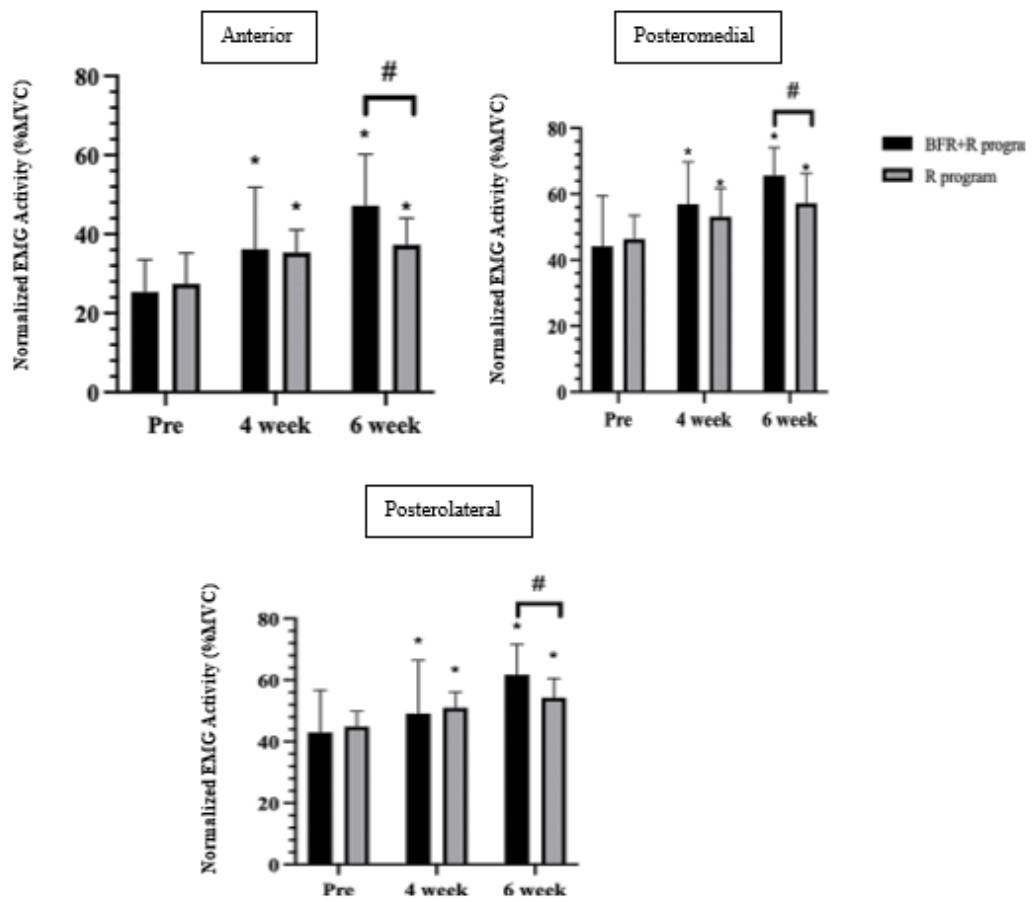 Anterior
Normalized EMG Activity (%MVC)
80
60
40
20
0
#
*
*
*
*
Pre
4 week
6 week
Posteromedial
Normalized EMG Activity (%MVC)
80
60
40
20
0
#
*
*
*
*
Pre
4 week
6 week
BFR+R progra
R program
Posterolateral
Normalized EMG Activity (%MVC)
80
60
40
20
0
#
*
*
*
*
Pre
4 week
6 week